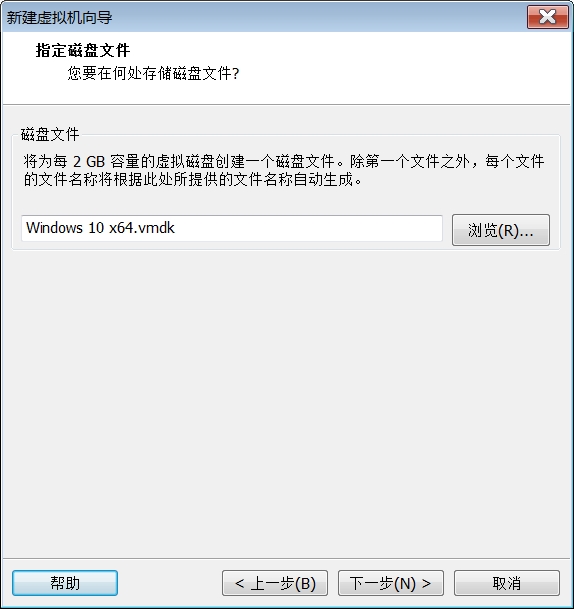 新建虚拟机向导
指定磁盘文件
您要在何处存储磁盘文件?
磁盘文件
将为每 2 GB 容量的虚拟磁盘创建一个磁盘文件。除第一个文件之外，每个文件
的文件名称将根据此处所提供的文件名称自动生成。
Windows 10 x64.vmdk
浏览(R)...
帮助
< 上一步(B)
下一步(N) >
取消